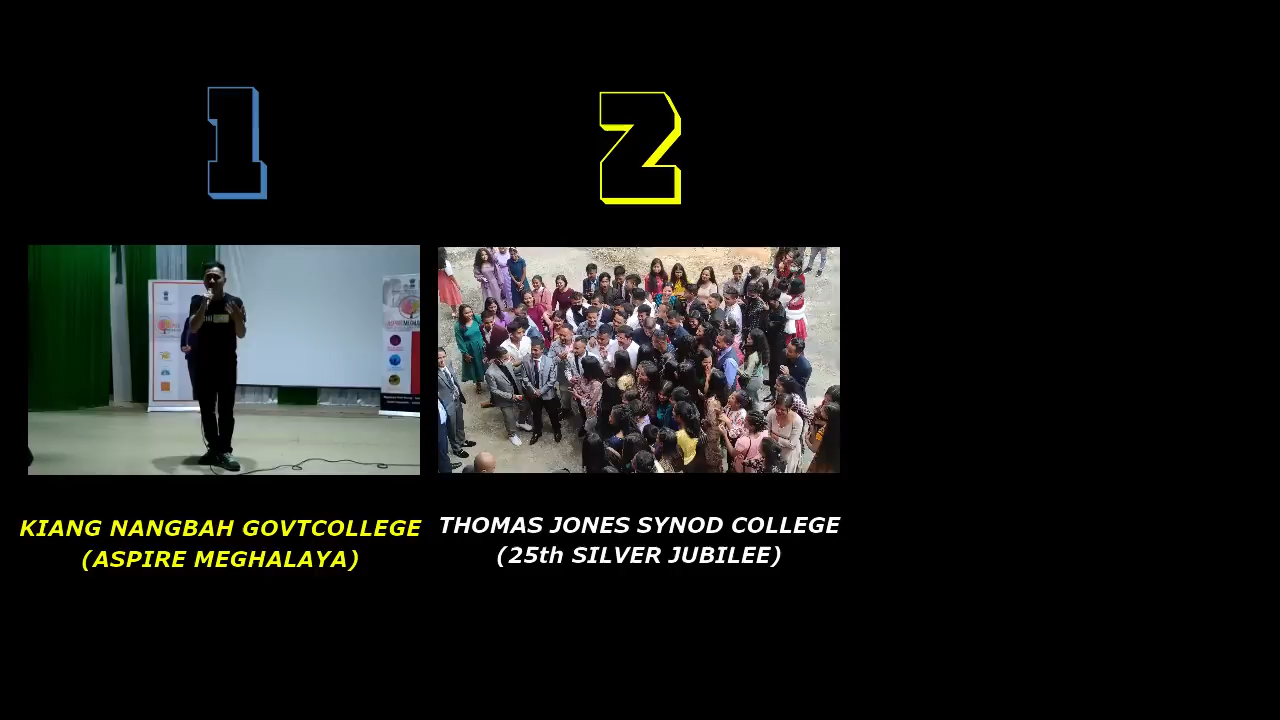 1
2
KIANG NANGBAH GOVTCOLLEGE
(ASPIRE MEGHALAYA)
THOMAS JONES SYNOD COLLEGE
(25th SILVER JUBILEE)